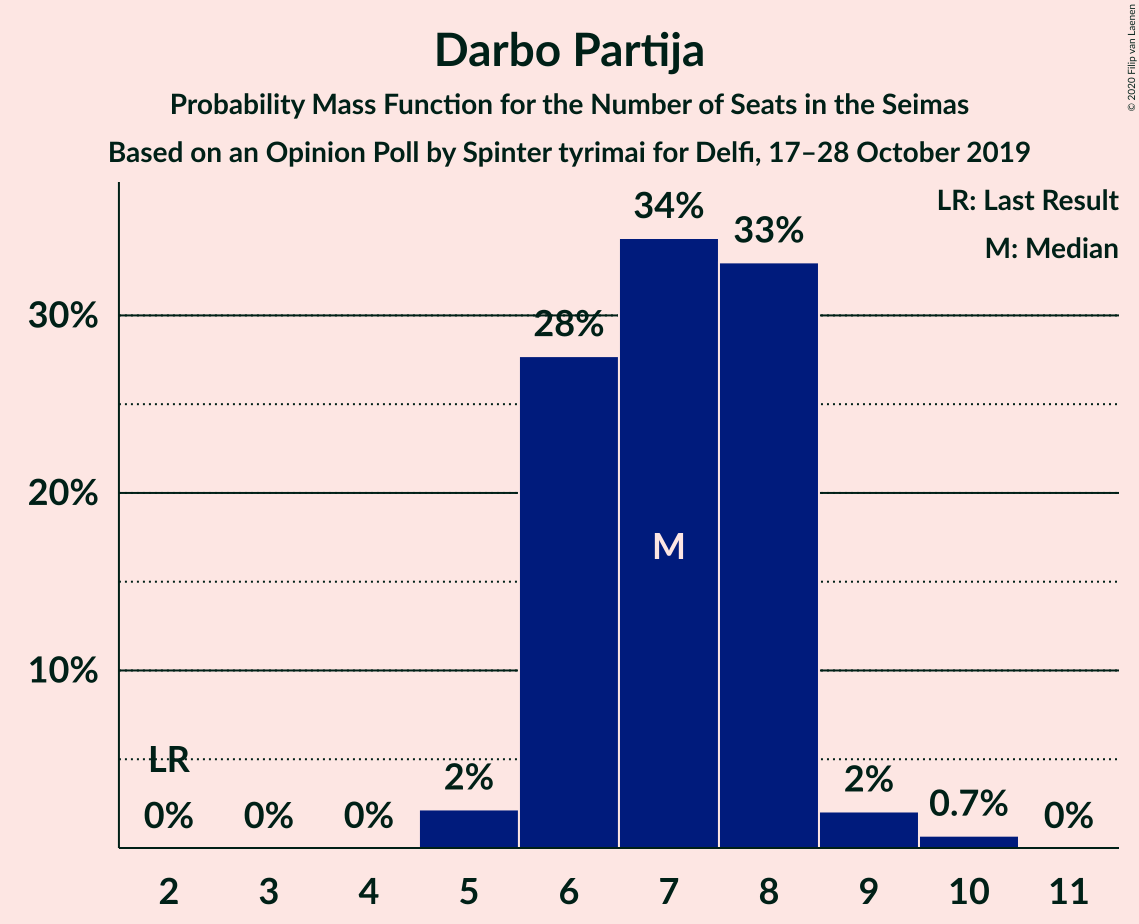 Darbo Partija
Probability Mass Function for the Number of Seats in the Seimas
Based on an Opinion Poll by Spinter tyrimai for Delfi, 17–28 October 2019
© 2020 Filip van Laenen
LR: Last Result
M: Median
34%
33%
30%
28%
20%
M
10%
LR
0%
0%
0%
2%
2%
0.7%
0%
2 3 4 5 6 7 8 9 10 11